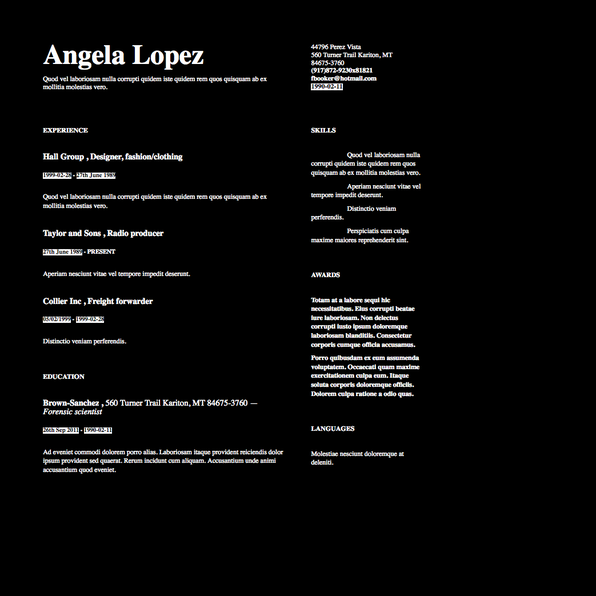 Angela Lopez
Quod vel laboriosam nulla corrupti quidem iste quidem rem quos quisquam ab ex
mollitia molestias vero.
44796 Perez Vista
560 Turner Trail Kariton, MT
84675-3760
(917)872-9230x81821
fbooker@hotmail.com
1990-02-11
EXPERIENCE
Hall Group , Designer, fashion/clothing
1999-02-28 - 27th June 1989
Quod vel laboriosam nulla corrupti quidem iste quidem rem quos quisquam ab ex
mollitia molestias vero.
Taylor and Sons , Radio producer
27th June 1989 - PRESENT
Aperiam nesciunt vitae vel tempore impedit deserunt.
Collier Inc , Freight forwarder
05/02/1999 - 1999-02-28
Distinctio veniam perferendis.
EDUCATION
Brown-Sanchez , 560 Turner Trail Kariton, MT 84675-3760 —
Forensic scientist
26th Sep 2011 - 1990-02-11
Ad eveniet commodi dolorem porro alias. Laboriosam itaque provident reiciendis dolor
ipsum provident sed quaerat. Rerum incidunt cum aliquam. Accusantium unde animi
accusantium quod eveniet.
SKILLS
Quod vel laboriosam nulla
corrupti quidem iste quidem rem quos
quisquam ab ex mollitia molestias vero.
Aperiam nesciunt vitae vel
tempore impedit deserunt.
Distinctio veniam
perferendis.
Perspiciatis cum culpa
maxime maiores reprehenderit sint.
AWARDS
Totam at a labore sequi hic
necessitatibus. Eius corrupti beatae
iure laboriosam. Non delectus
corrupti iusto ipsum doloremque
laboriosam blanditiis. Consectetur
corporis cumque officia accusamus.
Porro quibusdam ex eum assumenda
voluptatem. Occaecati quam maxime
exercitationem culpa eum. Itaque
soluta corporis doloremque officiis.
Dolorem culpa ratione a odio quas.
LANGUAGES
Molestiae nesciunt doloremque at
deleniti.